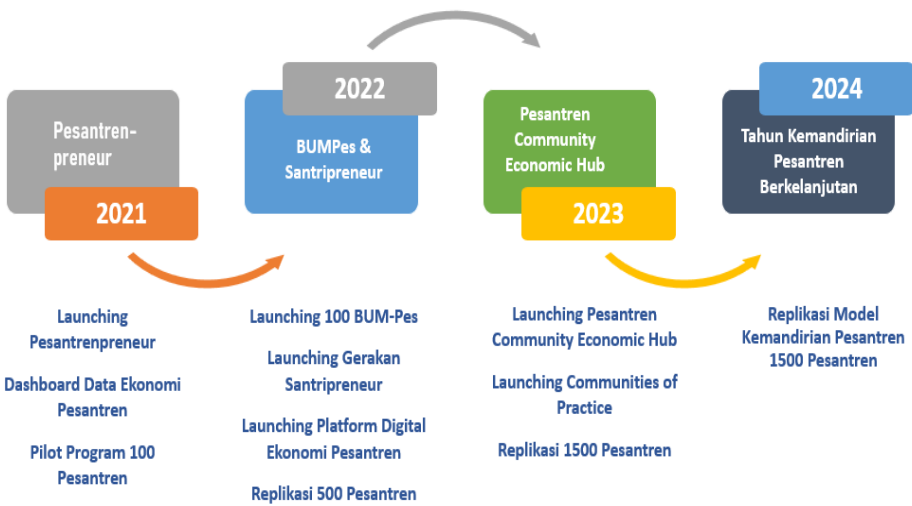 Pesantren-
preneur
2021
Launching
Pesantrenpreneur
Dashboard Data Ekonomi
Pesantren
Pilot Program 100
Pesantren
2022
BUMPes &
Santripreneur
Launching 100 BUM-Pes
Launching Gerakan
Santripreneur
Launching Platform Digital
Ekonomi Pesantren
Replikasi 500 Pesantren
Pesantren
Community
Economic Hub
2023
Launching Pesantren
Community Economic Hub
Launching Communities of
Practice
Replikasi 1500 Pesantren
2024
Tahun Kemandirian
Pesantren
Berkelanjutan
Replikasi Model
Kemandirian Pesantren
1500 Pesantren